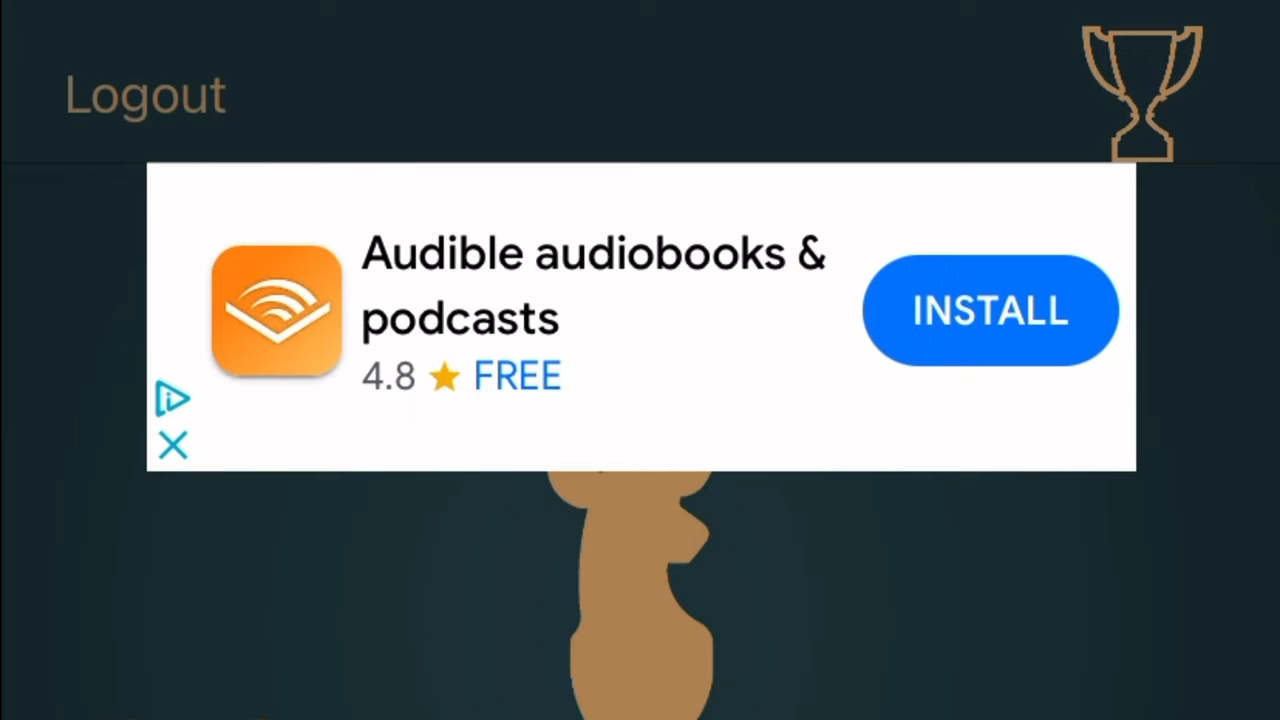 Logout
Audible audiobooks &
podcasts
4.8 ★ FREE
INSTALL